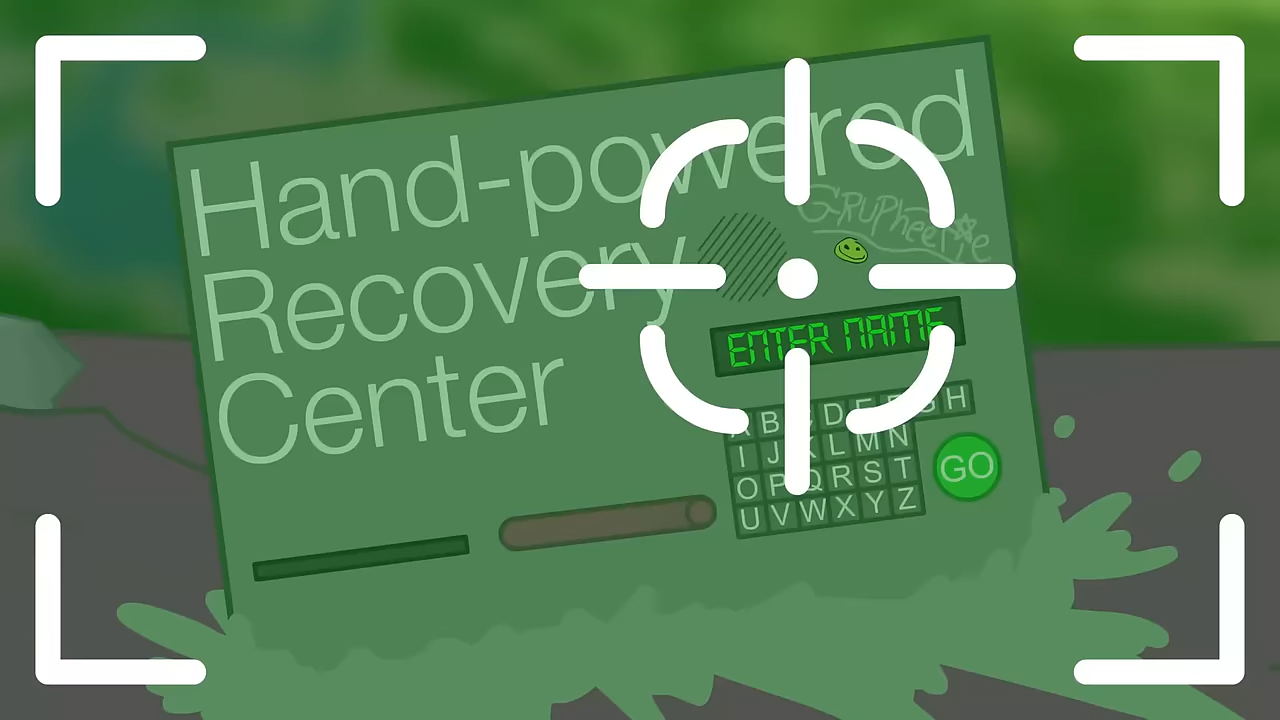 Hand-powered
Recovery
Center
ENTER NAME
A B C D E F G H
I J K L M N
O P Q R S T
U V W X Y Z
GO